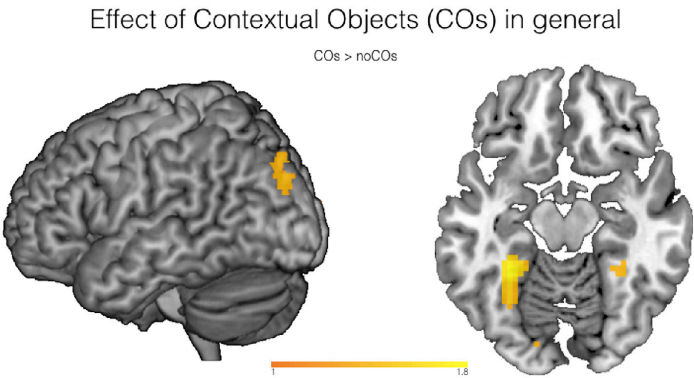 Effect of Contextual Objects (COs) in general
COs > noCOs
1 1.8